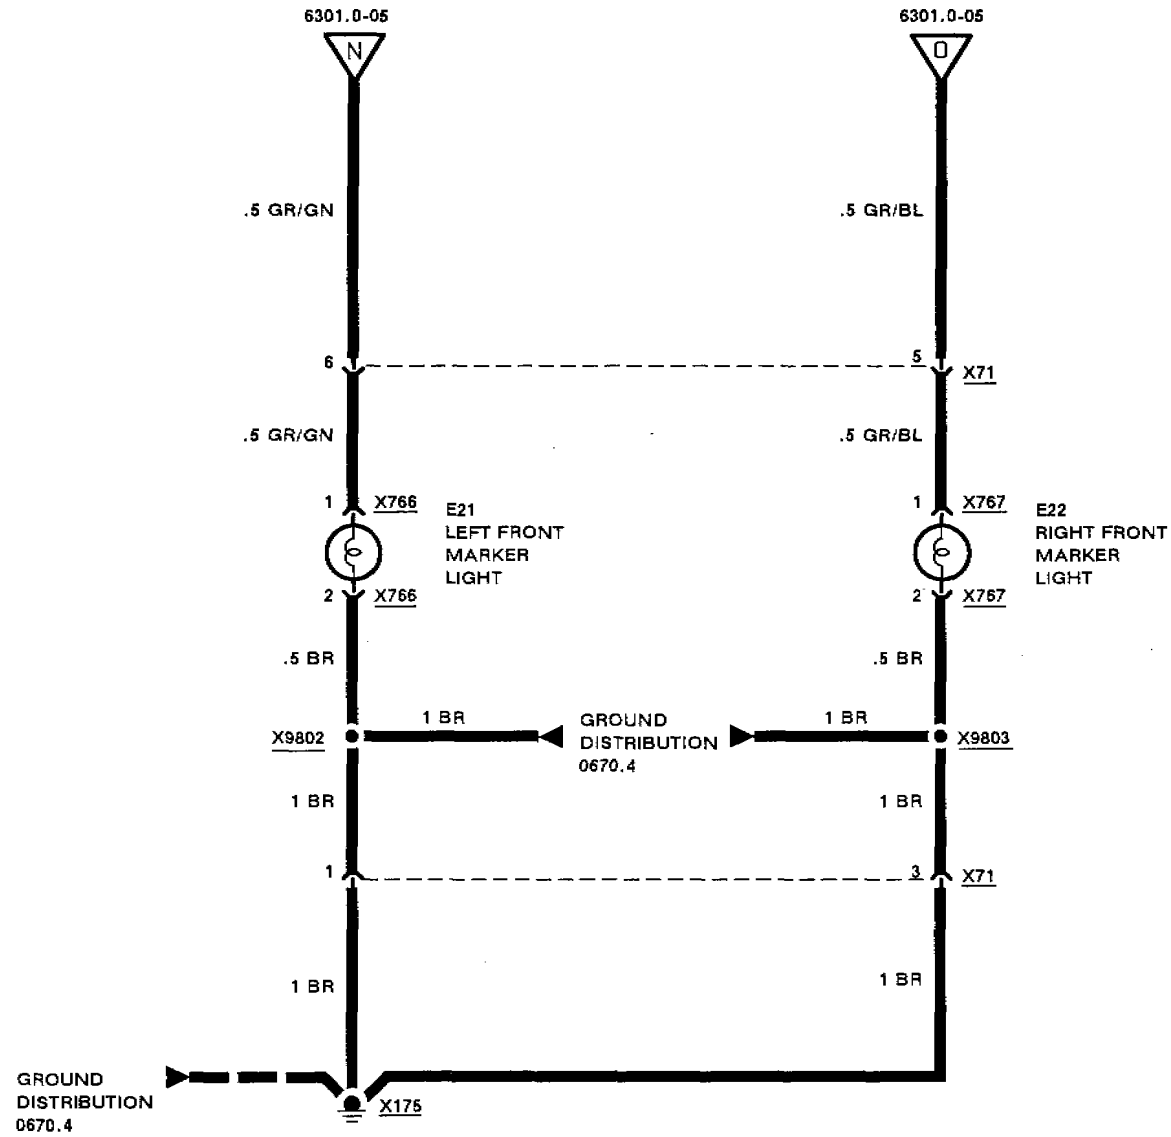 6301.0-05
6301.0-05
N
O
.5 GR/GN
.5 GR/BL
6
5
X71
.5 GR/GN
.5 GR/BL
1
X766
E21
LEFT FRONT
MARKER
LIGHT
1
X767
E22
RIGHT FRONT
MARKER
LIGHT
2
X766
2
X767
.5 BR
.5 BR
1 BR
GROUND
DISTRIBUTION
0670.4
1 BR
X9802
X9803
1 BR
1 BR
1
3
X71
1 BR
1 BR
GROUND
DISTRIBUTION
0670.4
X175